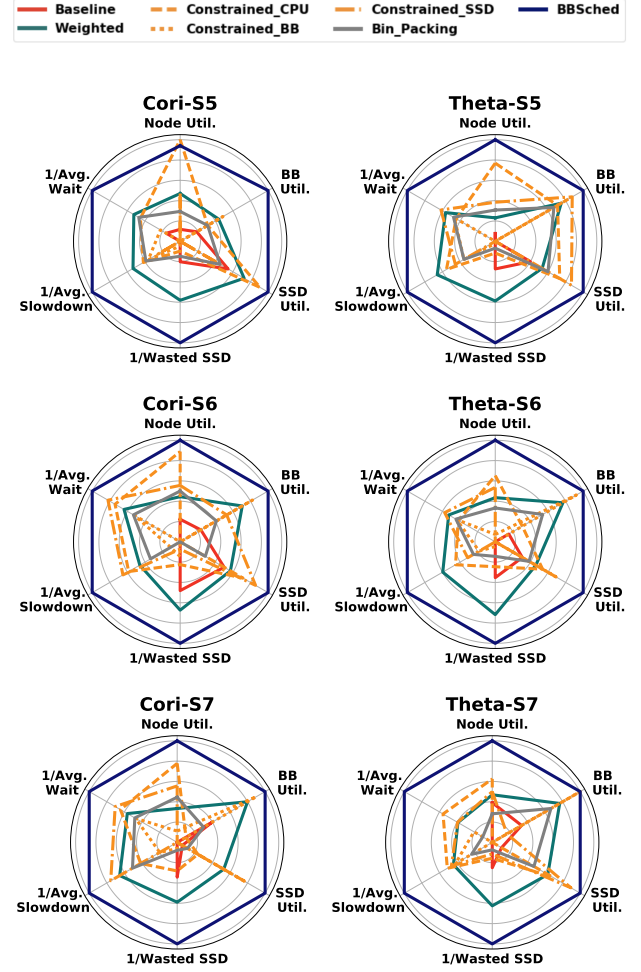 Baseline Constrained_CPU Constrained_SSD BBSched
Weighted Constrained_BB Bin_Packing
Cori-S5
Node Util.
1/Avg.
Wait
BB
Util.
1/Avg.
Slowdown
SSD
Util.
1/Wasted SSD
Theta-S5
Node Util.
1/Avg.
Wait
BB
Util.
1/Avg.
Slowdown
SSD
Util.
1/Wasted SSD
Cori-S6
Node Util.
1/Avg.
Wait
BB
Util.
1/Avg.
Slowdown
SSD
Util.
1/Wasted SSD
Theta-S6
Node Util.
1/Avg.
Wait
BB
Util.
1/Avg.
Slowdown
SSD
Util.
1/Wasted SSD
Cori-S7
Node Util.
1/Avg.
Wait
BB
Util.
1/Avg.
Slowdown
SSD
Util.
1/Wasted SSD
Theta-S7
Node Util.
1/Avg.
Wait
BB
Util.
1/Avg.
Slowdown
SSD
Util.
1/Wasted SSD